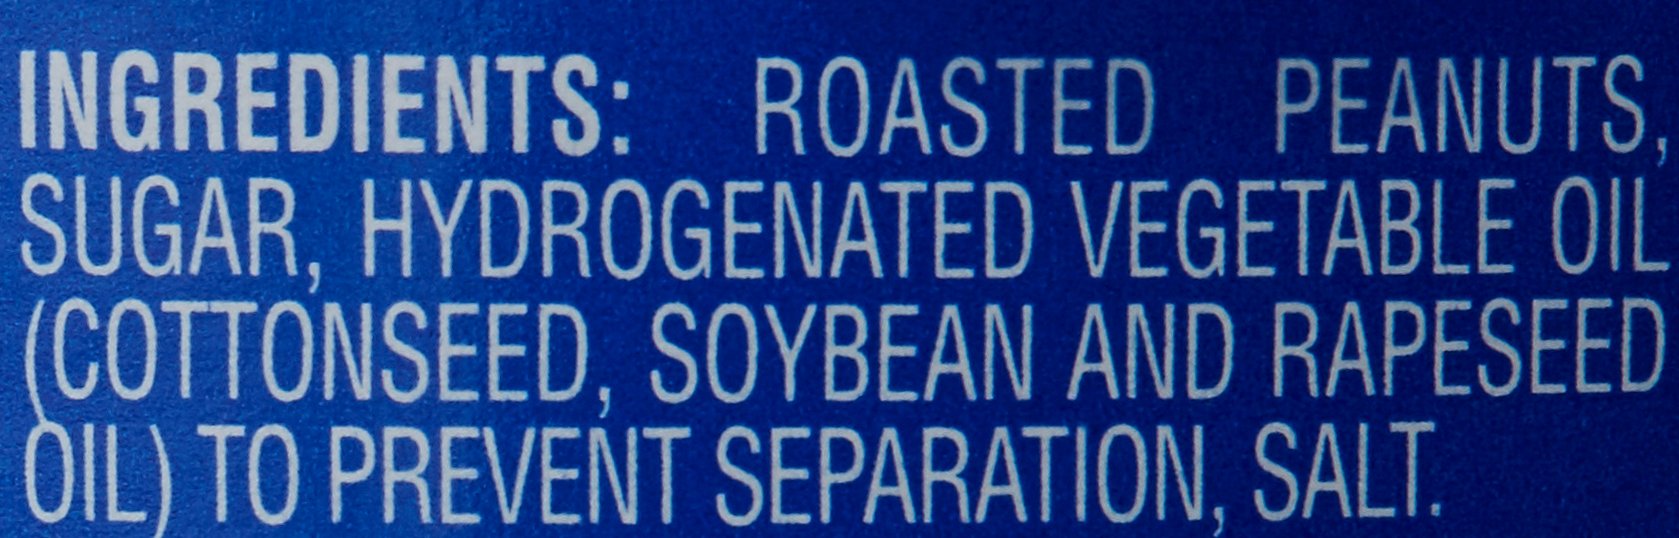 INGREDIENTS: ROASTED PEANUTS,
SUGAR, HYDROGENATED VEGETABLE OIL
(COTTONSEED, SOYBEAN AND RAPESEED
OIL) TO PREVENT SEPARATION, SALT.